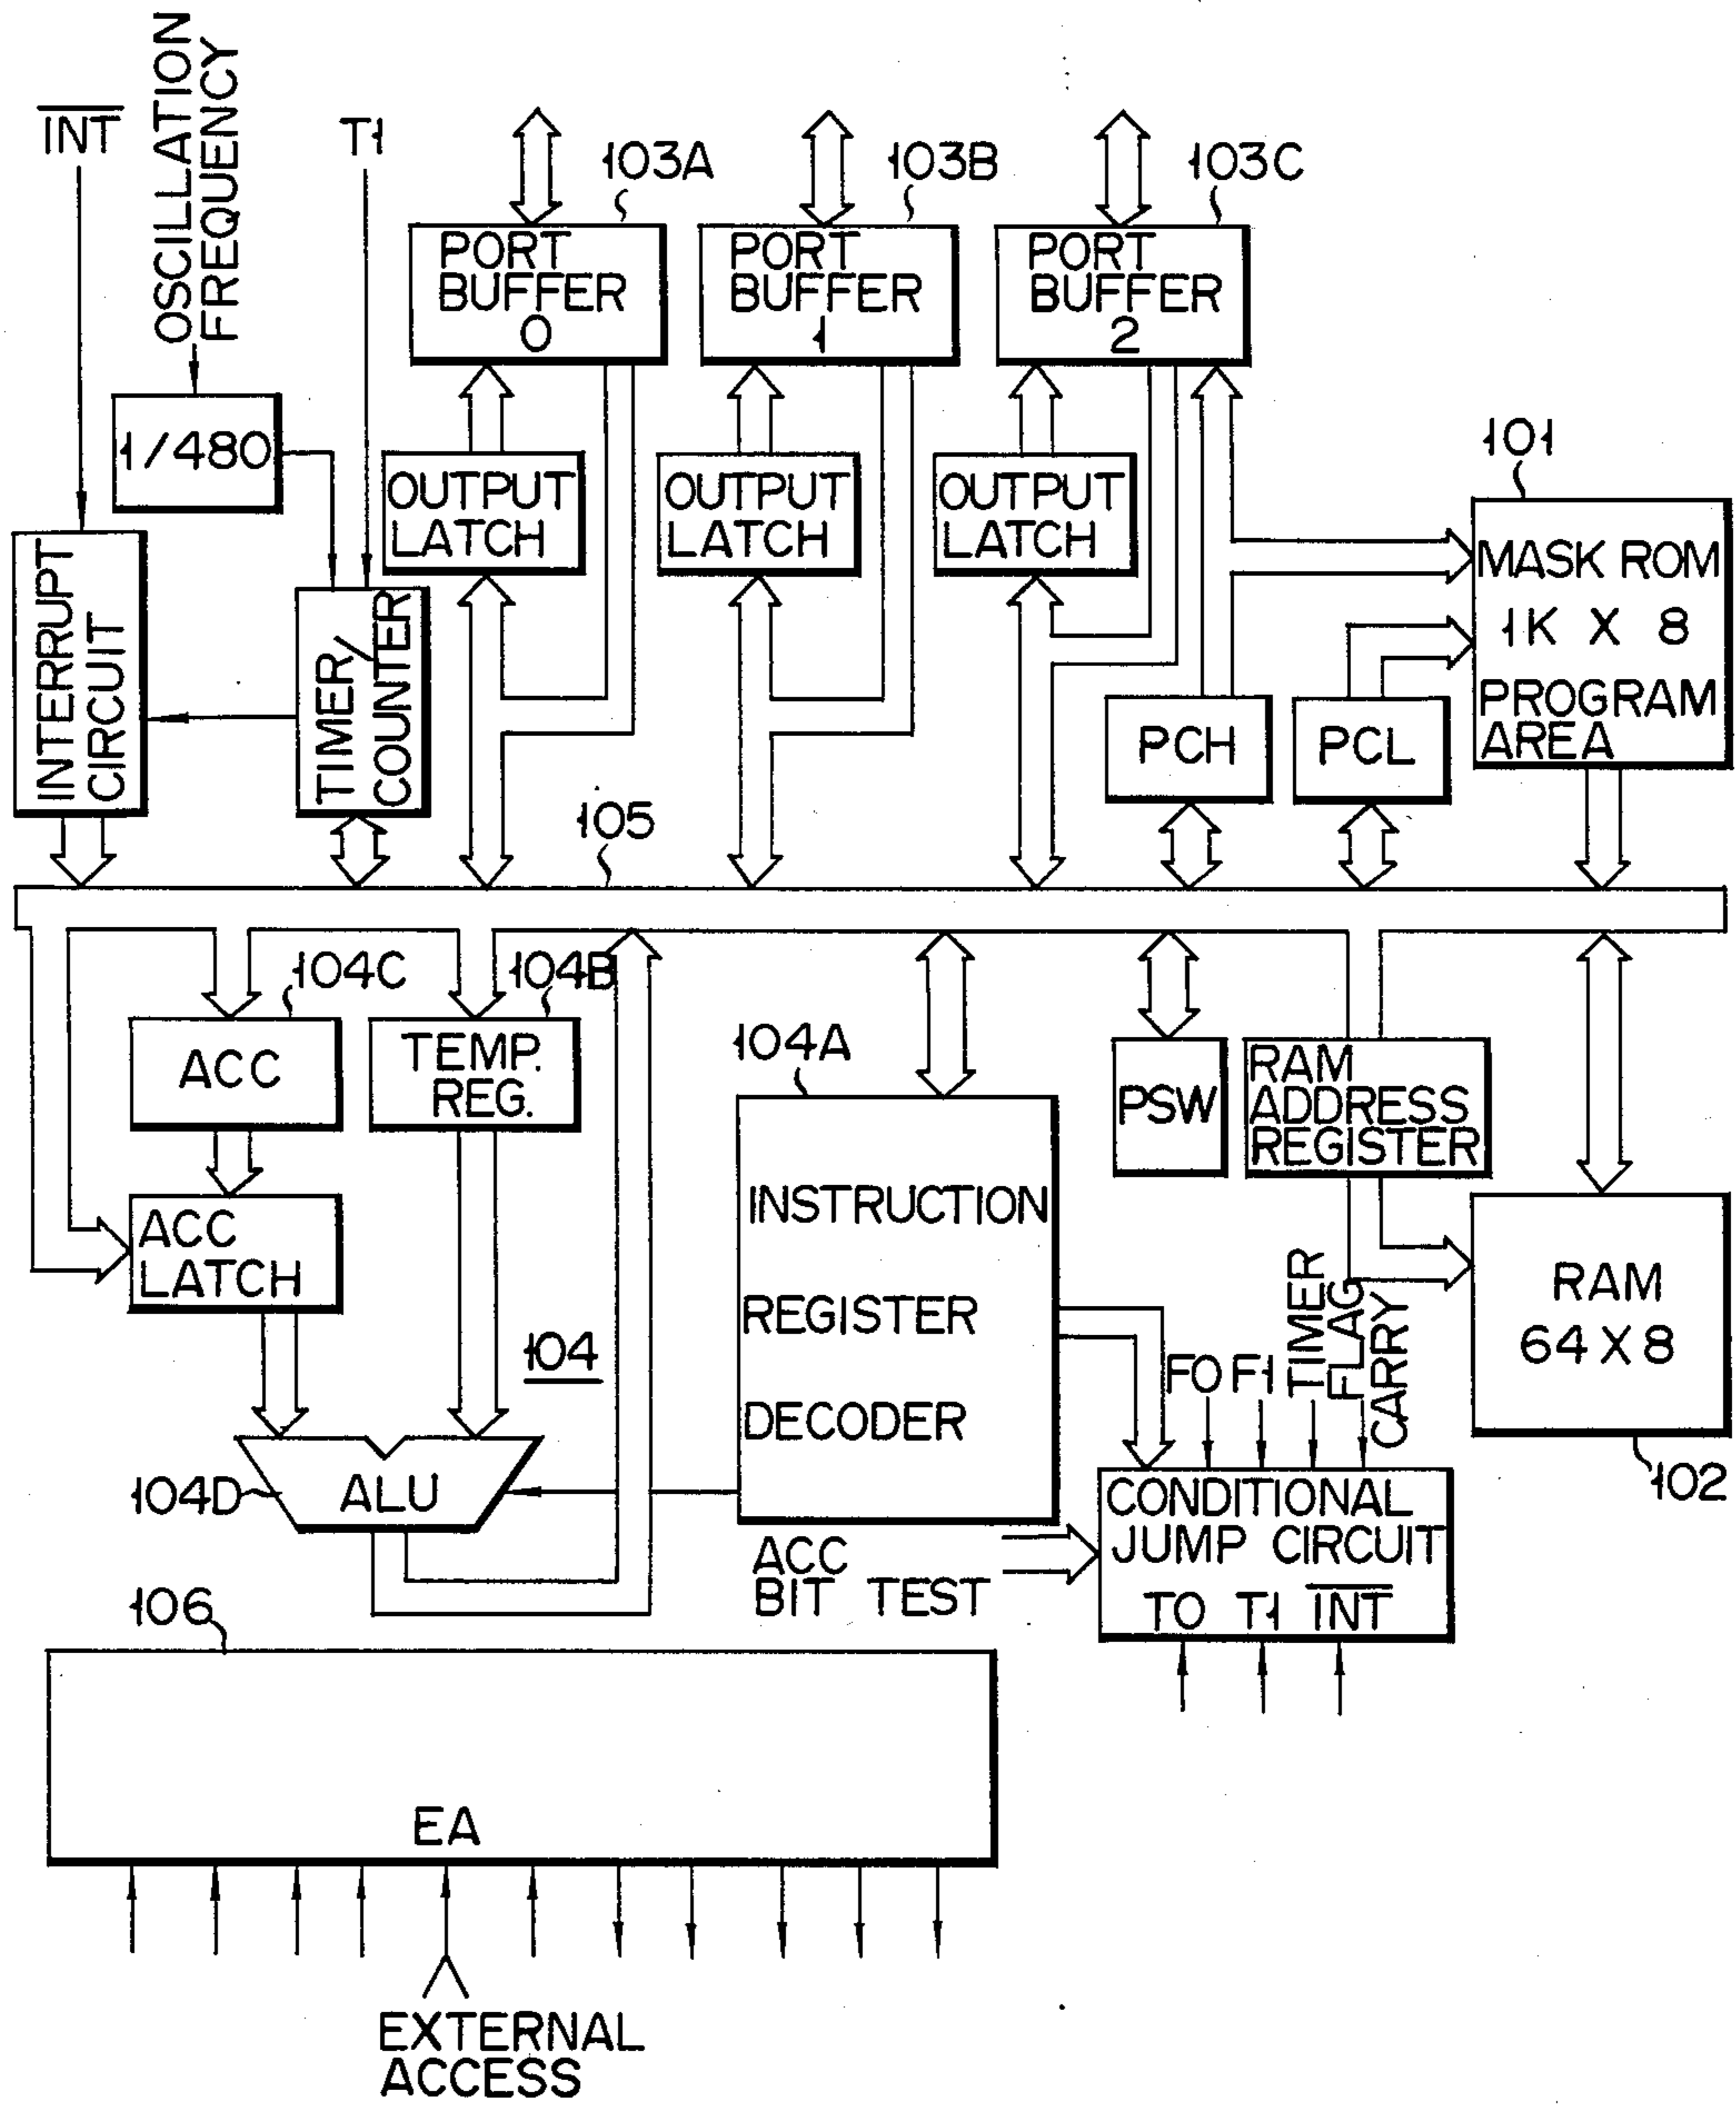 INT
OSCILLATION
FREQUENCY
T1
103A
103B
103C
PORT
BUFFER
0
PORT
BUFFER
1
PORT
BUFFER
2
1/480
OUTPUT
LATCH
OUTPUT
LATCH
OUTPUT
LATCH
101
MASK ROM
1K X 8
PROGRAM
AREA
INTERRUPT
CIRCUIT
TIMER/
COUNTER
PCH
PCL
105
104C
104B
104A
ACC
TEMP.
REG.
PSW
RAM
ADDRESS
REGISTER
ACC
LATCH
INSTRUCTION
REGISTER
DECODER
RAM
64 X 8
102
104
F0 F1
TIMER
FLAG
CARRY
104D
ALU
CONDITIONAL
JUMP CIRCUIT
TO T1 INT
ACC
BIT TEST
106
EA
EXTERNAL
ACCESS